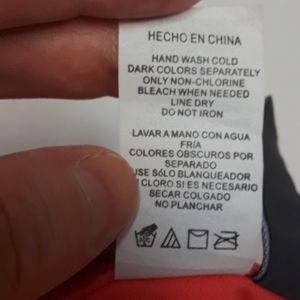 HECHO EN CHINA
HAND WASH COLD
DARK COLORS SEPARATELY
ONLY NON-CHLORINE
BLEACH WHEN NEEDED
LINE DRY
DO NOT IRON
LAVAR A MANO CON AGUA
FRÍA
COLORES OBSCUROS POR
SEPARADO
USE SÓLO BLANQUEADOR
N CLORO SI ES NECESARIO
SECAR COLGADO
NO PLANCHAR